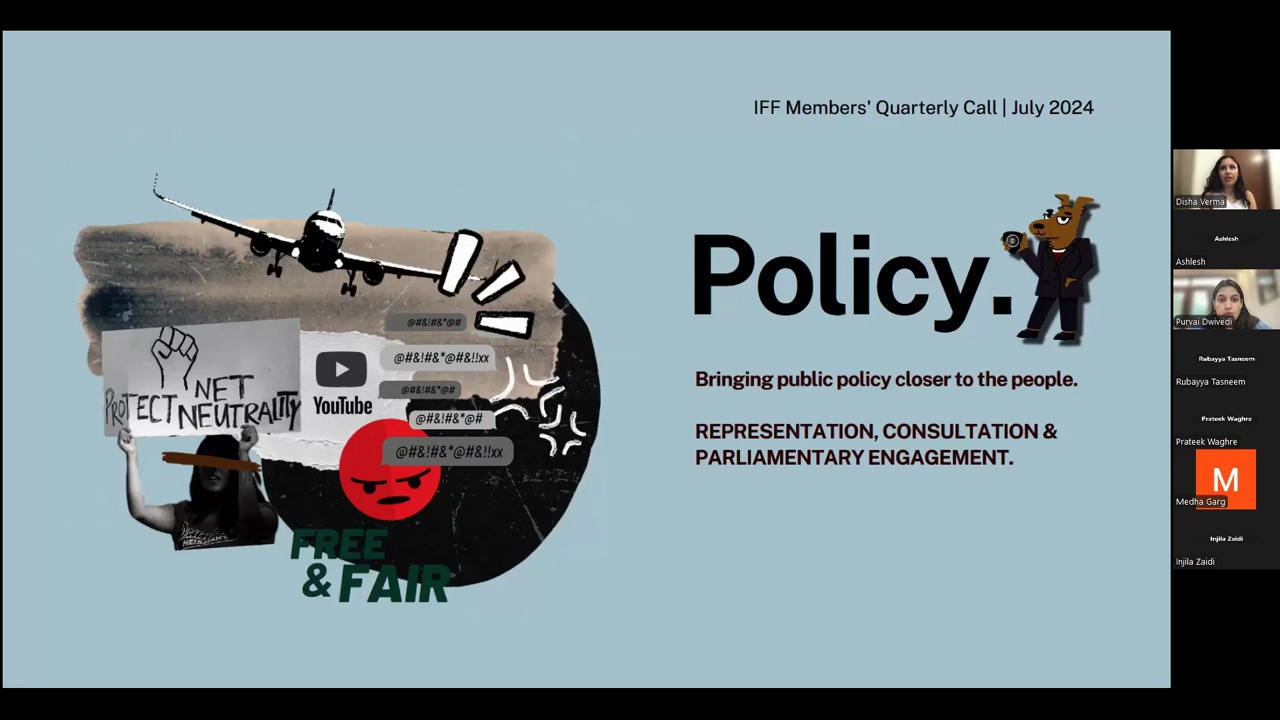 IFF Members' Quarterly Call | July 2024
Policy.
Bringing public policy closer to the people.
REPRESENTATION, CONSULTATION &
PARLIAMENTARY ENGAGEMENT.
PROTECT NET
NEUTRALITY
YouTube
@#&!#&*@#
@#&!#&*@#&!!xx
@#&!#&*@#
@#&!#&*@#
@#&!#&*@#&!!xx
FREE
& FAIR
Disha Verma
Ashlesh
Ashlesh
Purvai Dwivedi
Rubayya Tasneem
Rubayya Tasneem
Prateek Waghre
Prateek Waghre
M
Medha Garg
Injila Zaidi
Injila Zaidi